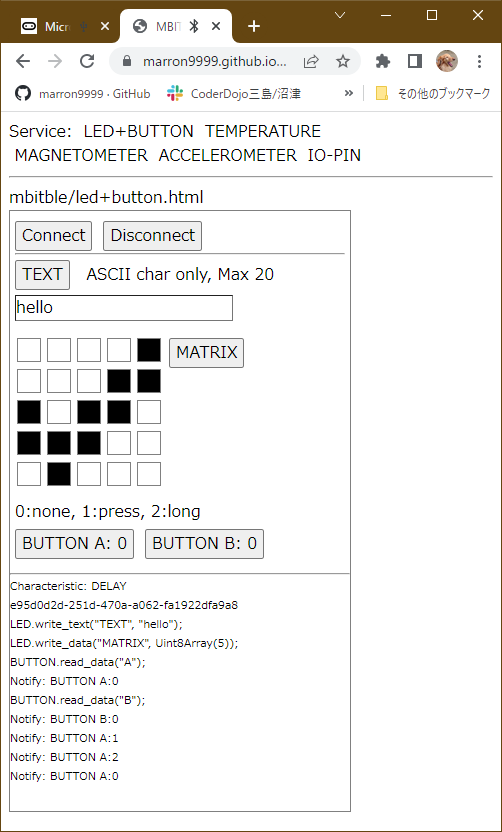 Micr
MBIT
marron9999.github.io...
marron9999 · GitHub
CoderDojo三島/沼津
»
その他のブックマーク
Service: LED+BUTTON TEMPERATURE
MAGNETOMETER ACCELEROMETER IO-PIN
mbitble/led+button.html
Connect Disconnect
TEXT ASCII char only, Max 20
hello
MATRIX
0:none, 1:press, 2:long
BUTTON A: 0 BUTTON B: 0
Characteristic: DELAY
e95d0d2d-251d-470a-a062-fa1922dfa9a8
LED.write_text("TEXT", "hello");
LED.write_data("MATRIX", Uint8Array(5));
BUTTON.read_data("A");
Notify: BUTTON A:0
BUTTON.read_data("B");
Notify: BUTTON B:0
Notify: BUTTON A:1
Notify: BUTTON A:2
Notify: BUTTON A:0